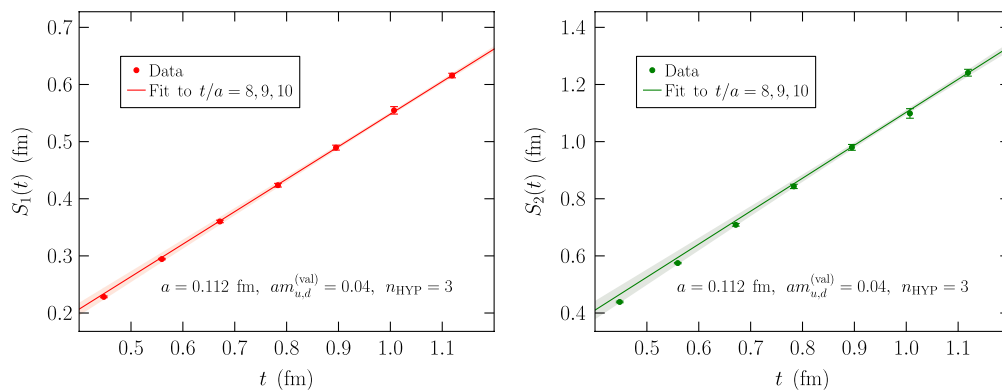 0.7
0.6
0.5
0.4
0.3
0.2
S₁(t) (fm)
Data
Fit to t/a = 8, 9, 10
a = 0.112 fm, am_{u,d}^{(val)} = 0.04, n_{HYP} = 3
0.5 0.6 0.7 0.8 0.9 1.0 1.1
t (fm)
1.4
1.2
1.0
0.8
0.6
0.4
S₂(t) (fm)
Data
Fit to t/a = 8, 9, 10
a = 0.112 fm, am_{u,d}^{(val)} = 0.04, n_{HYP} = 3
0.5 0.6 0.7 0.8 0.9 1.0 1.1
t (fm)